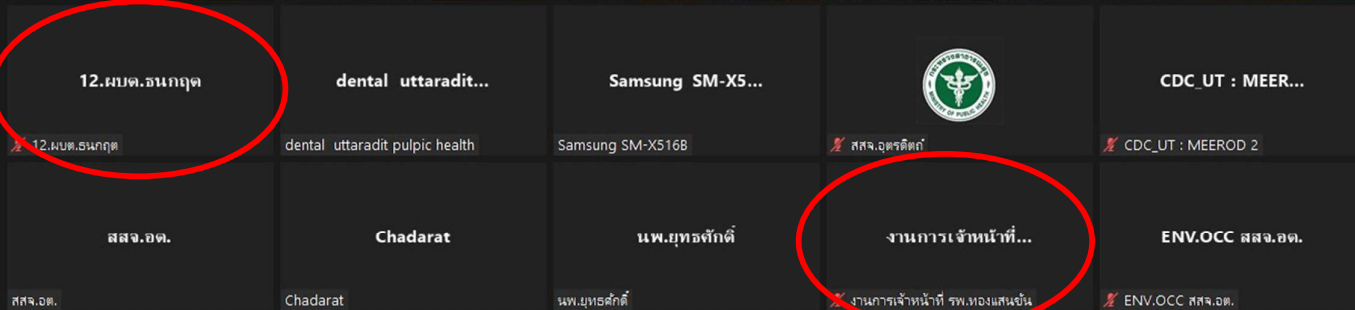 12.ผบต.ธนกฤต
dental uttaradit...
Samsung SM-X5...
CDC_UT : MEER...
12.ผบต.ธนกฤต
dental uttaradit pulpic health
Samsung SM-X516B
สสจ.อุตรดิตถ์
CDC_UT : MEEROD 2
สสจ.อต.
Chadarat
นพ.ยุทธศักดิ์
งานการเจ้าหน้าที่...
ENV.OCC สสจ.อต.
สสจ.อต.
Chadarat
นพ.ยุทธศักดิ์
งานการเจ้าหน้าที่ รพ.ทองแสนขัน
ENV.OCC สสจ.อต.